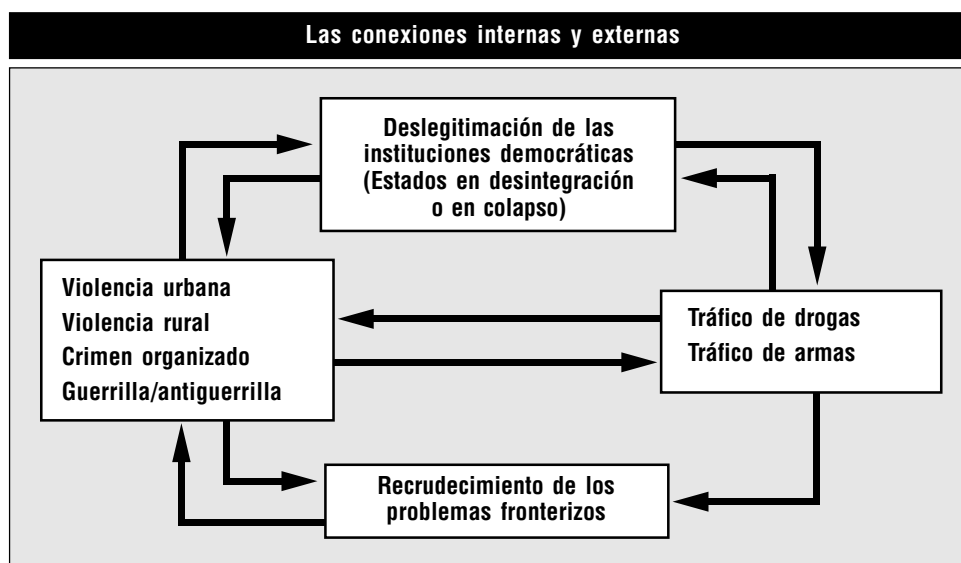 Las conexiones internas y externas
Deslegitimación de las
instituciones democráticas
(Estados en desintegración
o en colapso)
Violencia urbana
Violencia rural
Crimen organizado
Guerrilla/antiguerrilla
Tráfico de drogas
Tráfico de armas
Recrudecimiento de los
problemas fronterizos